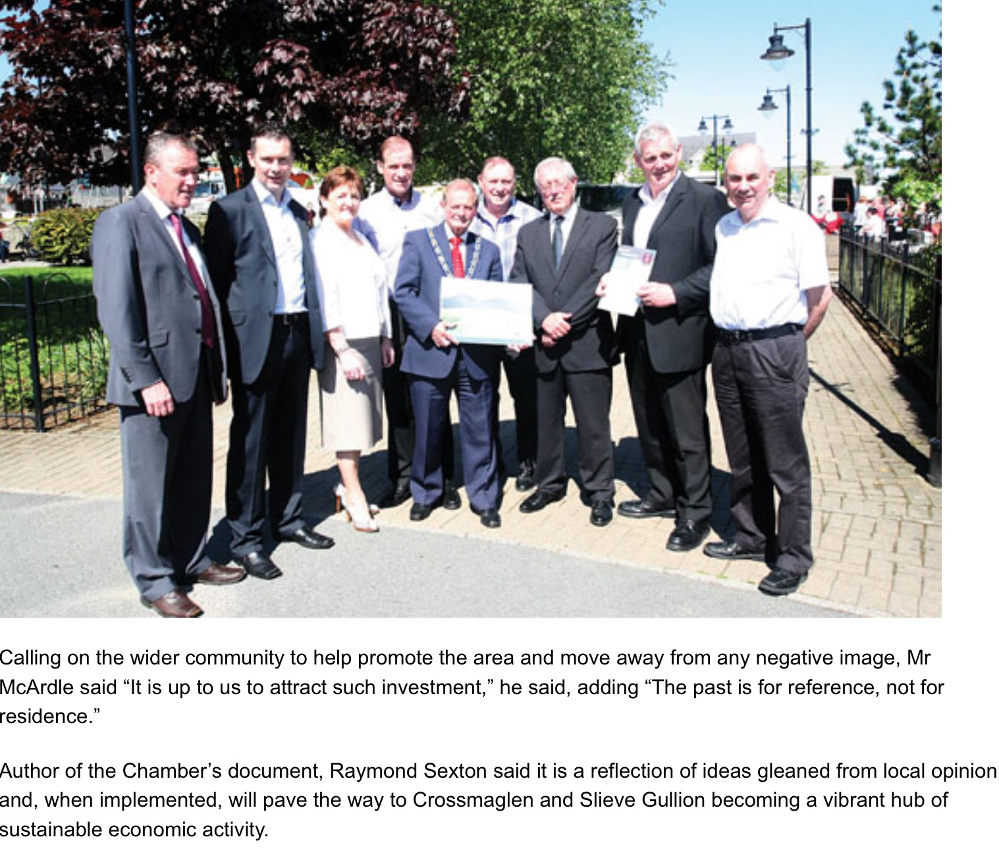 Calling on the wider community to help promote the area and move away from any negative image, Mr
McArdle said “It is up to us to attract such investment,” he said, adding “The past is for reference, not for
residence.”
Author of the Chamber’s document, Raymond Sexton said it is a reflection of ideas gleaned from local opinion
and, when implemented, will pave the way to Crossmaglen and Slieve Gullion becoming a vibrant hub of
sustainable economic activity.